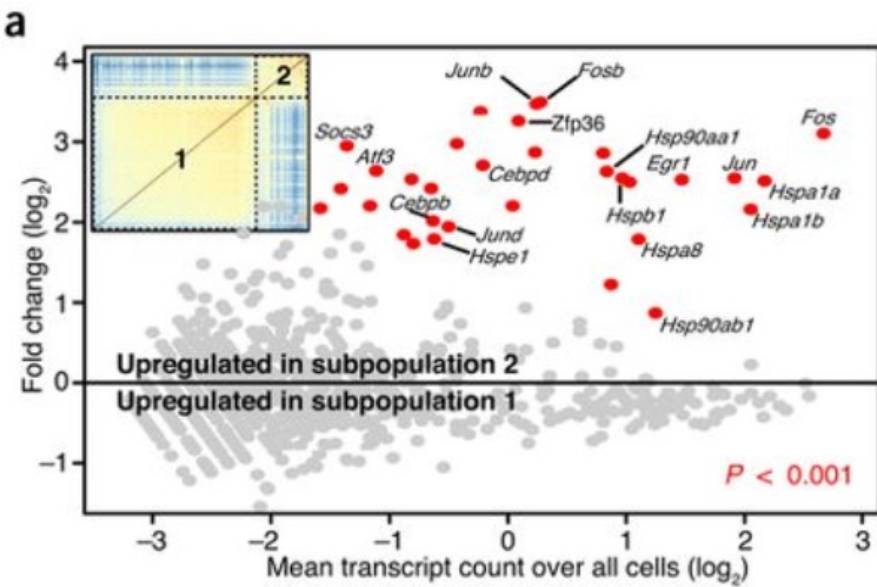 a
4
3
2
1
0
−1
Fold change (log2)
2
1
Junb
Fosb
Zfp36
Fos
Socs3
Atf3
Hsp90aa1
Egr1
Jun
Cebpd
Hspa1a
Cebpb
Hspb1
Hspa1b
Jund
Hspe1
Hspa8
Hsp90ab1
Upregulated in subpopulation 2
Upregulated in subpopulation 1
P < 0.001
−3
−2
−1
0
1
2
3
Mean transcript count over all cells (log2)